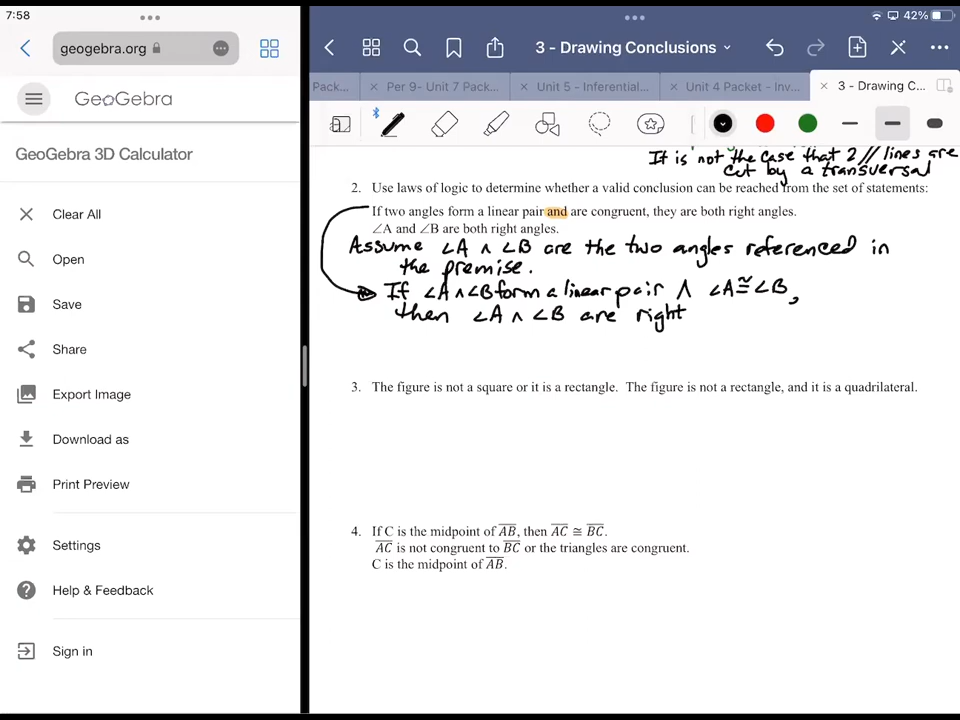 7:58
42%
geogebra.org
3 - Drawing Conclusions
GeoGebra
Pack...
Per 9- Unit 7 Pack...
Unit 5 - Inferential...
Unit 4 Packet - Inv...
3 - Drawing C...
GeoGebra 3D Calculator
Clear All
Open
Save
Share
Export Image
Download as
Print Preview
Settings
Help & Feedback
Sign in
It is not the case that 2 // lines are
cut by a transversal
2. Use laws of logic to determine whether a valid conclusion can be reached from the set of statements:
If two angles form a linear pair and are congruent, they are both right angles.
∠A and ∠B are both right angles.
Assume ∠A ∧ ∠B are the two angles referenced in
the premise.
If ∠A ∧ ∠B form a linear pair ∧ ∠A ≅ ∠B,
then ∠A ∧ ∠B are right
3. The figure is not a square or it is a rectangle. The figure is not a rectangle, and it is a quadrilateral.
4. If C is the midpoint of A̅B̅, then A̅C̅ ≅ B̅C̅.
A̅C̅ is not congruent to B̅C̅ or the triangles are congruent.
C is the midpoint of A̅B̅.